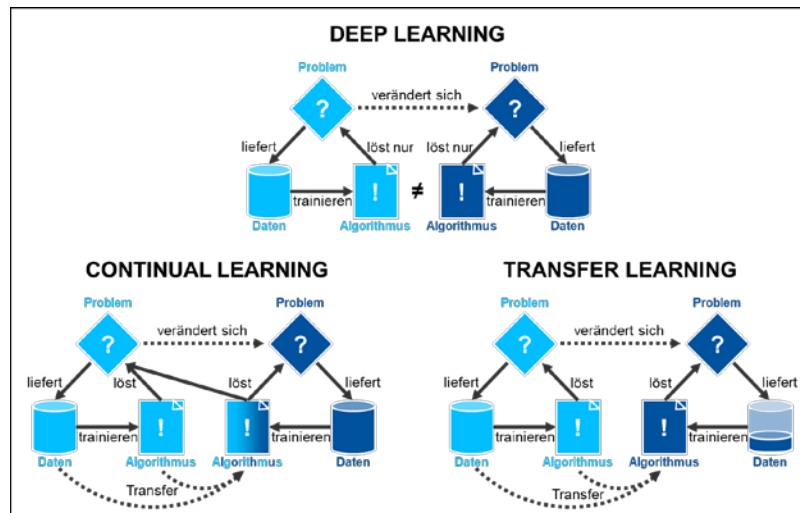 DEEP LEARNING
Problem
Problem
verändert sich
?
?
liefert
löst nur
löst nur
liefert
!
≠
!
trainieren
trainieren
Daten
Algorithmus
Algorithmus
Daten
CONTINUAL LEARNING
Problem
Problem
verändert sich
?
?
liefert
löst
löst
liefert
!
!
trainieren
trainieren
Daten
Algorithmus
Algorithmus
Daten
Transfer
TRANSFER LEARNING
Problem
Problem
verändert sich
?
?
liefert
löst
löst
liefert
!
!
trainieren
trainieren
Daten
Algorithmus
Algorithmus
Daten
Transfer